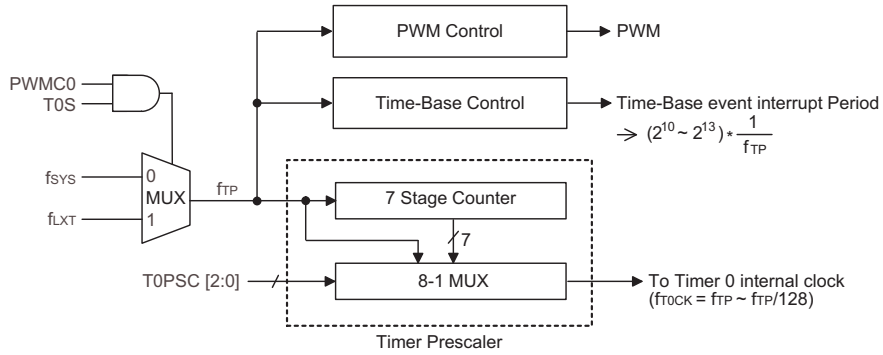 PWM Control
PWM
PWMC0
T0S
Time-Base Control
Time-Base event interrupt Period
→ (2^10 ~ 2^13) * 1/fTP
fSYS
0
MUX
fTP
7 Stage Counter
fLXT
1
7
T0PSC [2:0]
8-1 MUX
To Timer 0 internal clock
(fT0CK = fTP ~ fTP/128)
Timer Prescaler